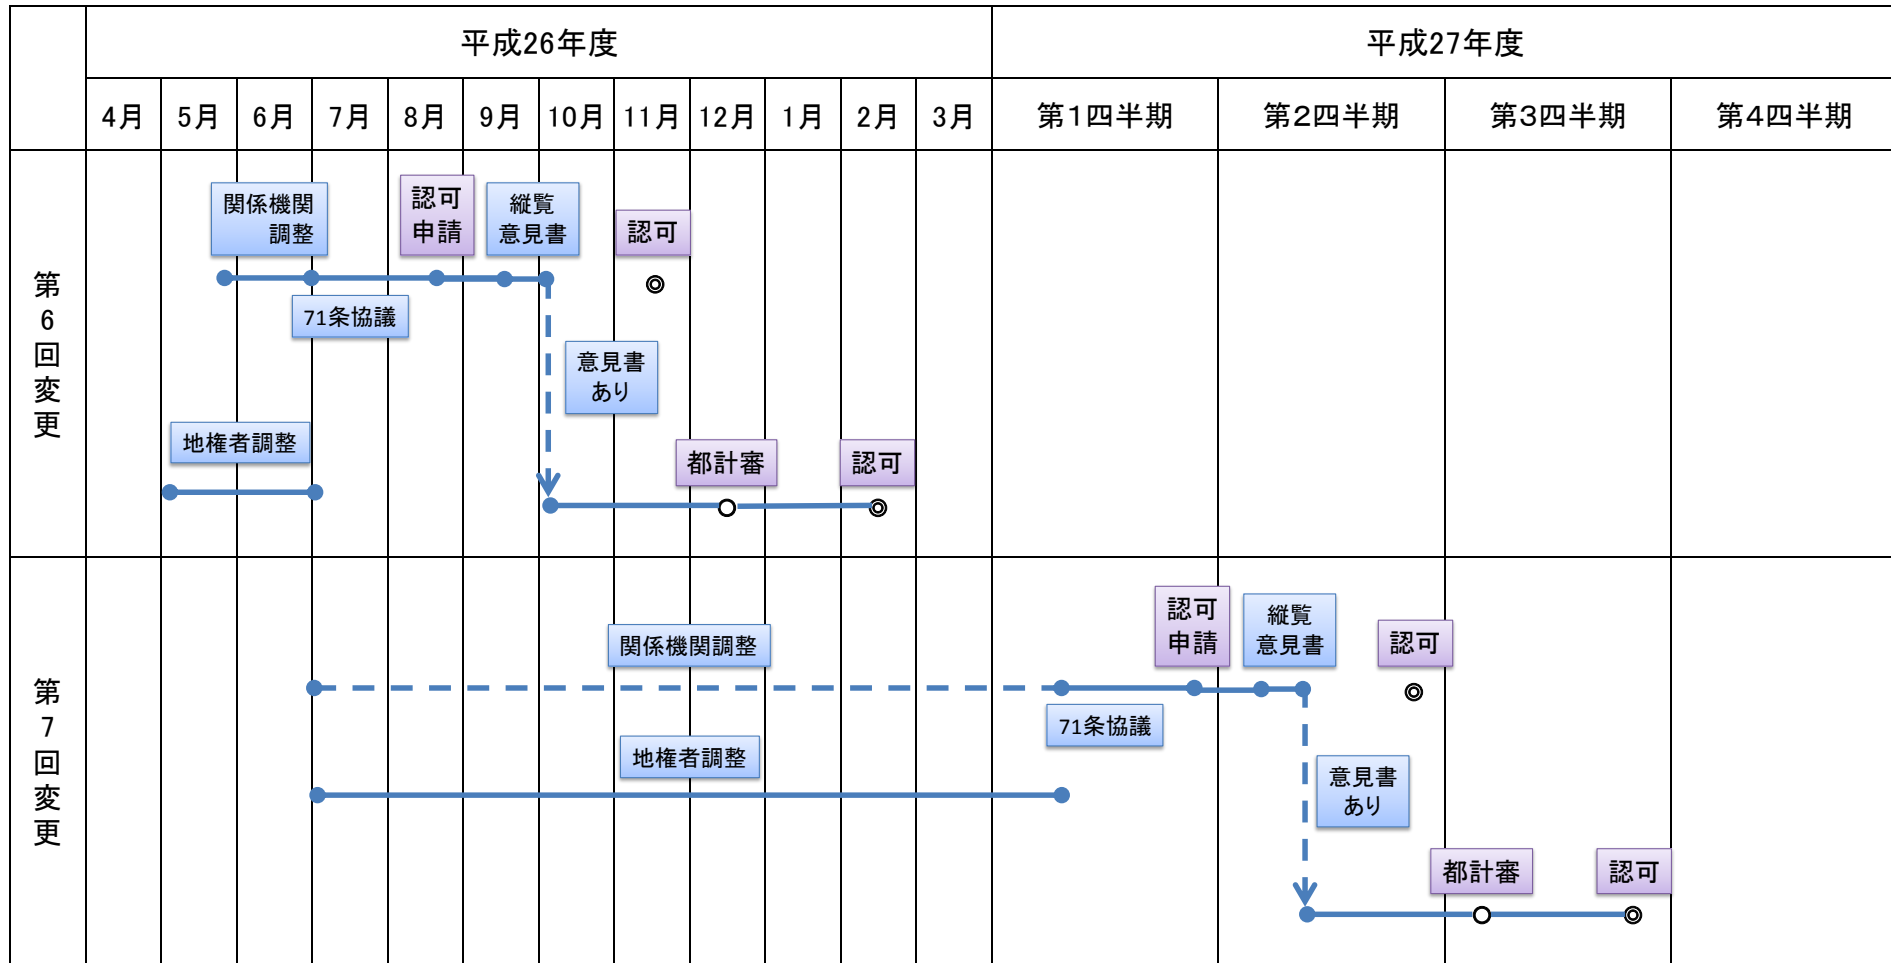 平成26年度
平成27年度
4月
5月
6月
7月
8月
9月
10月
11月
12月
1月
2月
3月
第1四半期
第2四半期
第3四半期
第4四半期
第6回変更
関係機関
調整
認可
申請
縦覧
意見書
認可
71条協議
意見書
あり
地権者調整
都計審
認可
第7回変更
認可
申請
縦覧
意見書
認可
関係機関調整
71条協議
地権者調整
意見書
あり
都計審
認可